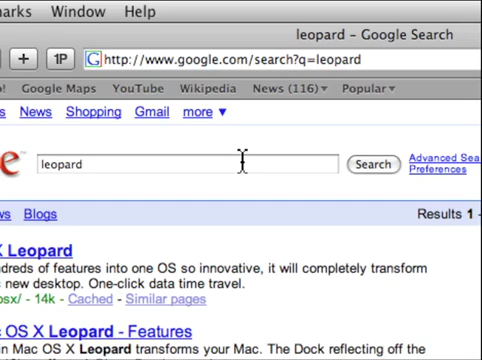 arks Window Help
leopard – Google Search
+ 1P G http://www.google.com/search?q=leopard
! Google Maps YouTube Wikipedia News (116)▾ Popular▾
s News Shopping Gmail more ▼
e™ leopard Search Advanced Sea
Preferences
ws Blogs Results 1 -
X Leopard
ndreds of features into one OS so innovative, it will completely transform
s new desktop. One-click data time travel.
osx/ - 14k - Cached - Similar pages
c OS X Leopard - Features
n Mac OS X Leopard transforms your Mac. The Dock reflecting off the